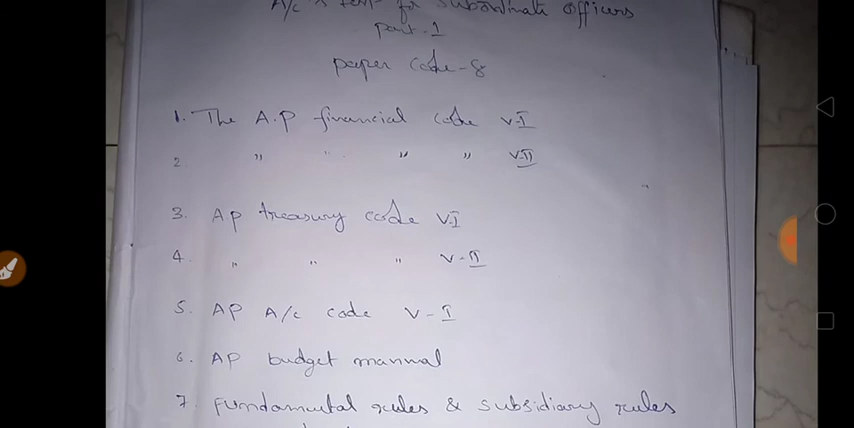 A/c s test for subordinate officers
part-1
paper code-8
1. The A.P financial code v-I
2 " " " " V-II
3. AP treasury code V-I
4. " " " V-II
5. AP A/c code V-I
6. AP budget manual
7. Fundamental rules & subsidiary rules